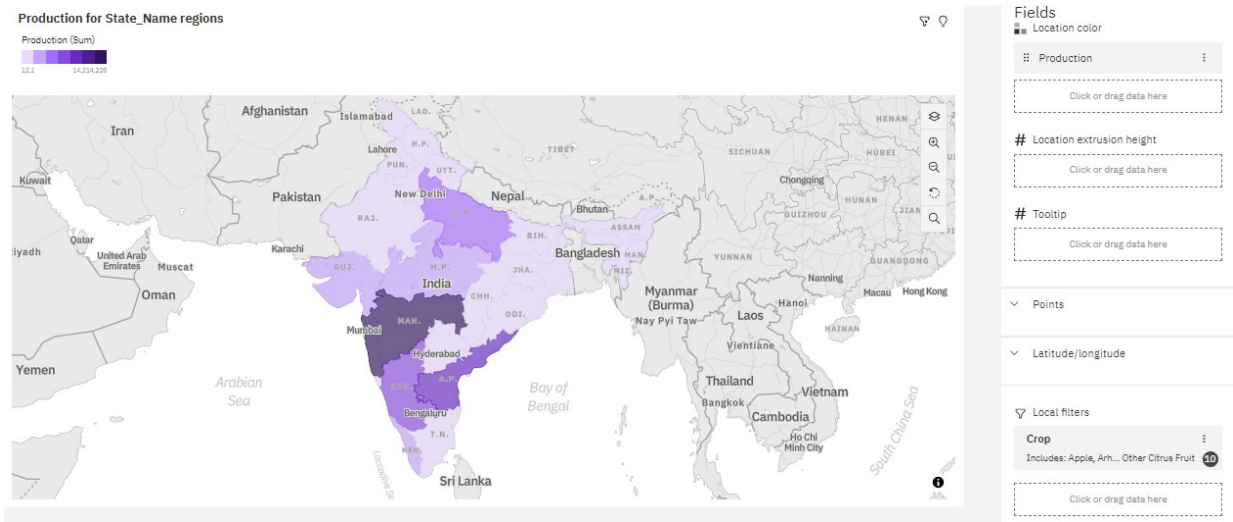 Production for State_Name regions
Production (Sum)
12.1 14,214,220
Fields
Location color
Production
Click or drag data here
# Location extrusion height
Click or drag data here
# Tooltip
Click or drag data here
Points
Latitude/longitude
Local filters
Crop
Includes: Apple, Arh... Other Citrus Fruit 10
Click or drag data here
Afghanistan
Islamabad
LAD.
HENAN
Iran
Lahore
H.P.
TIBET
SICHUAN
HUBEI
PUN.
UTT.
Kuwait
Pakistan
New Delhi
Nepal
Chongqing
HUNAN
JIAN
Bhutan
A.P.
GUIZHOU
RAJ.
U.P.
BIH.
ASSAM
Qatar
Karachi
Bangladesh
MAN.
YUNNAN
GUANGDONG
iyadh
United Arab
Emirates
Muscat
GUJ.
M.P.
JHA.
MIZ.
Oman
India
CHH.
Myanmar
(Burma)
Nanning
Macau
Hong Kong
Hanoi
Mumbai
MAH.
ODI.
Nay Pyi Taw
Laos
HAINAN
Hyderabad
Vientiane
Yemen
Arabian
Sea
KAR.
A.P.
Bay of
Bengal
Thailand
Vietnam
Bangkok
Bengaluru
Cambodia
T.N.
KER.
Ho Chi
Minh City
South China Sea
Laccadive Se
Sri Lanka